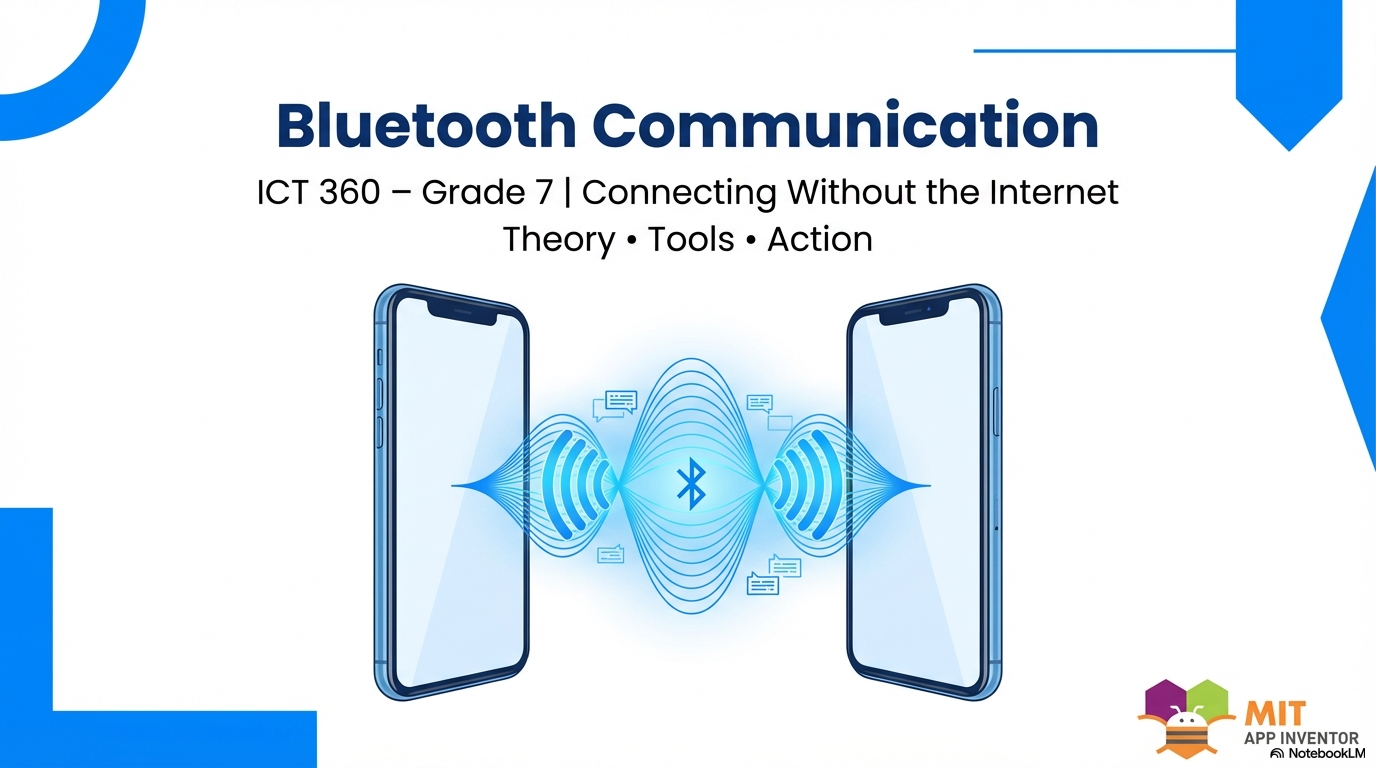 Bluetooth Communication
ICT 360 – Grade 7 | Connecting Without the Internet
Theory • Tools • Action
MIT
APP INVENTOR
NotebookLM